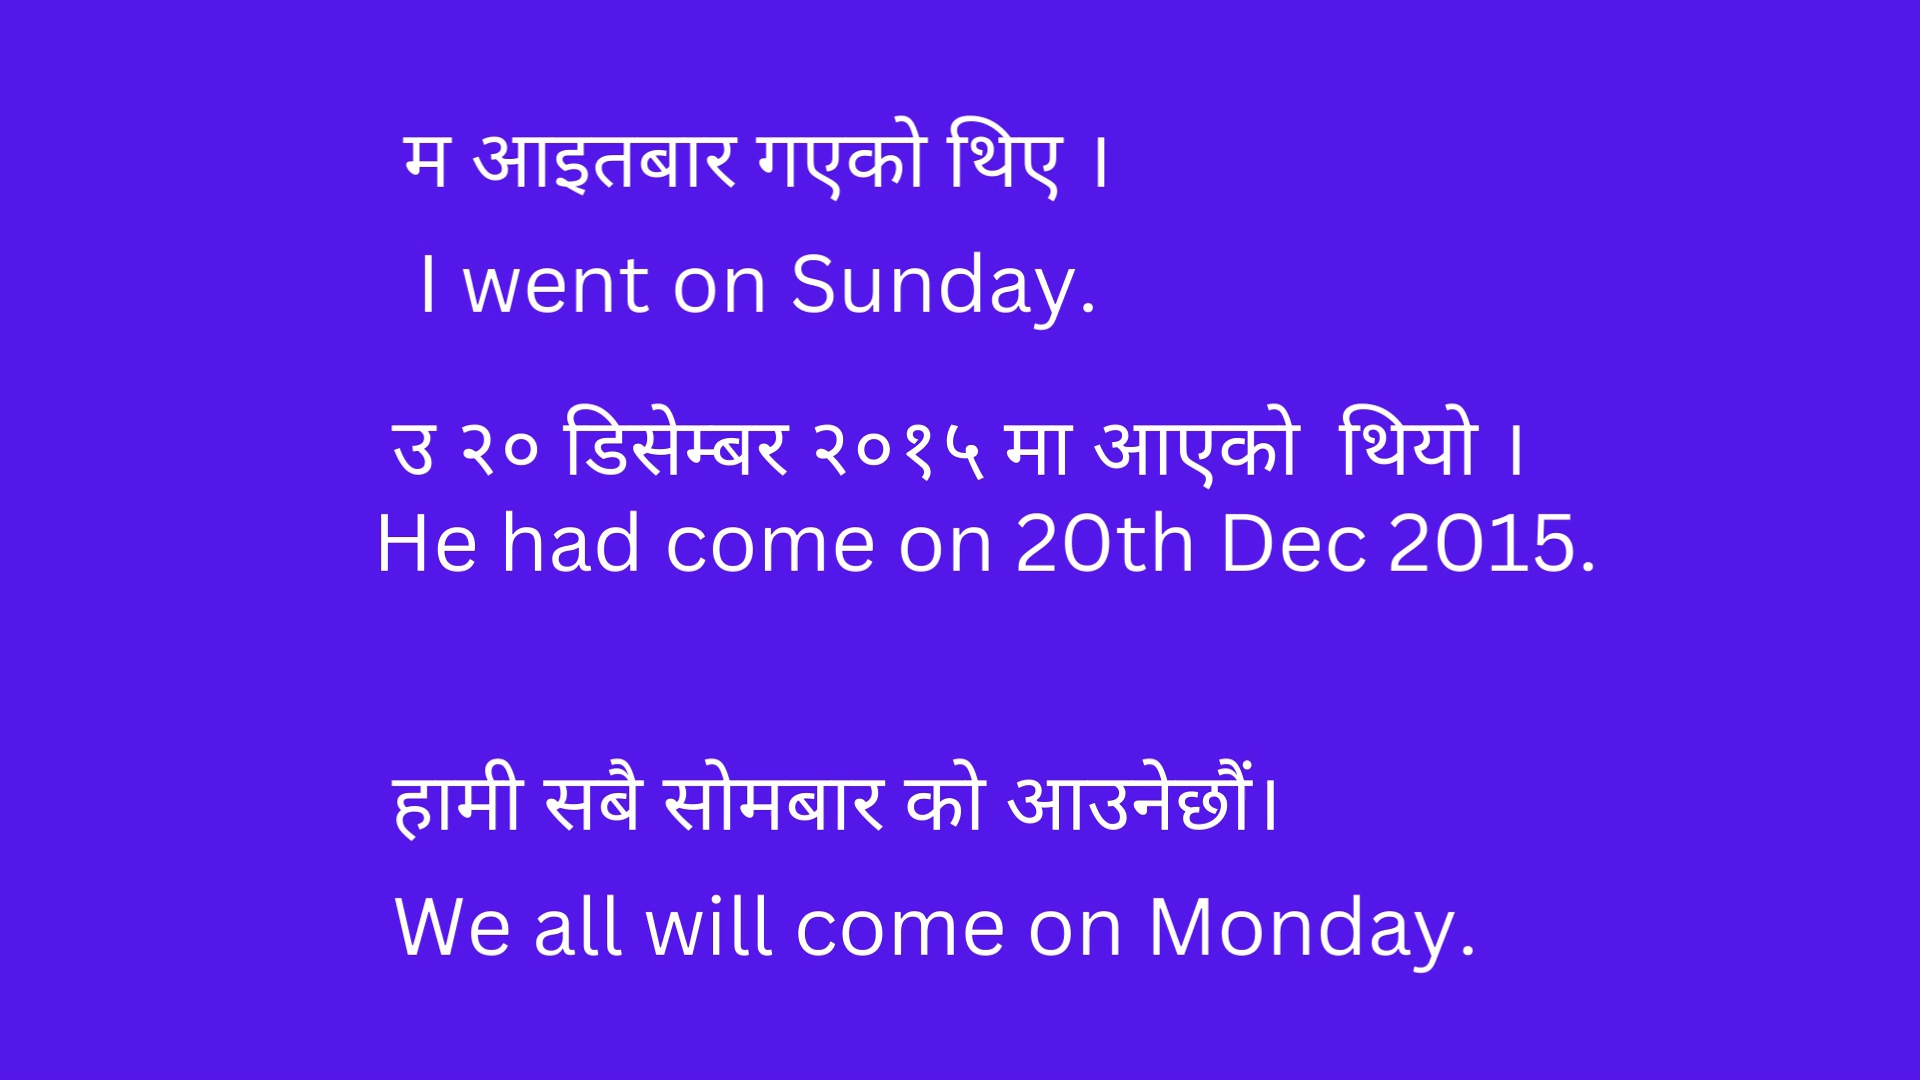 म आइतबार गएको थिए ।
I went on Sunday.
उ २० डिसेम्बर २०१५ मा आएको थियो ।
He had come on 20th Dec 2015.
हामी सबै सोमबार को आउनेछौं।
We all will come on Monday.